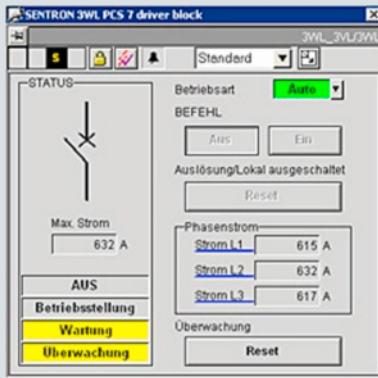 SENTRON 3WL PCS 7 driver block
3WL_3VL/3WL
S
Standard
STATUS
Max. Strom
632 A
AUS
Betriebsstellung
Wartung
Überwachung
Betriebsart
Auto
BEFEHL
Aus
Ein
Auslösung/Lokal ausgeschaltet
Reset
Phasenstrom
Strom L1
615 A
Strom L2
632 A
Strom L3
617 A
Überwachung
Reset